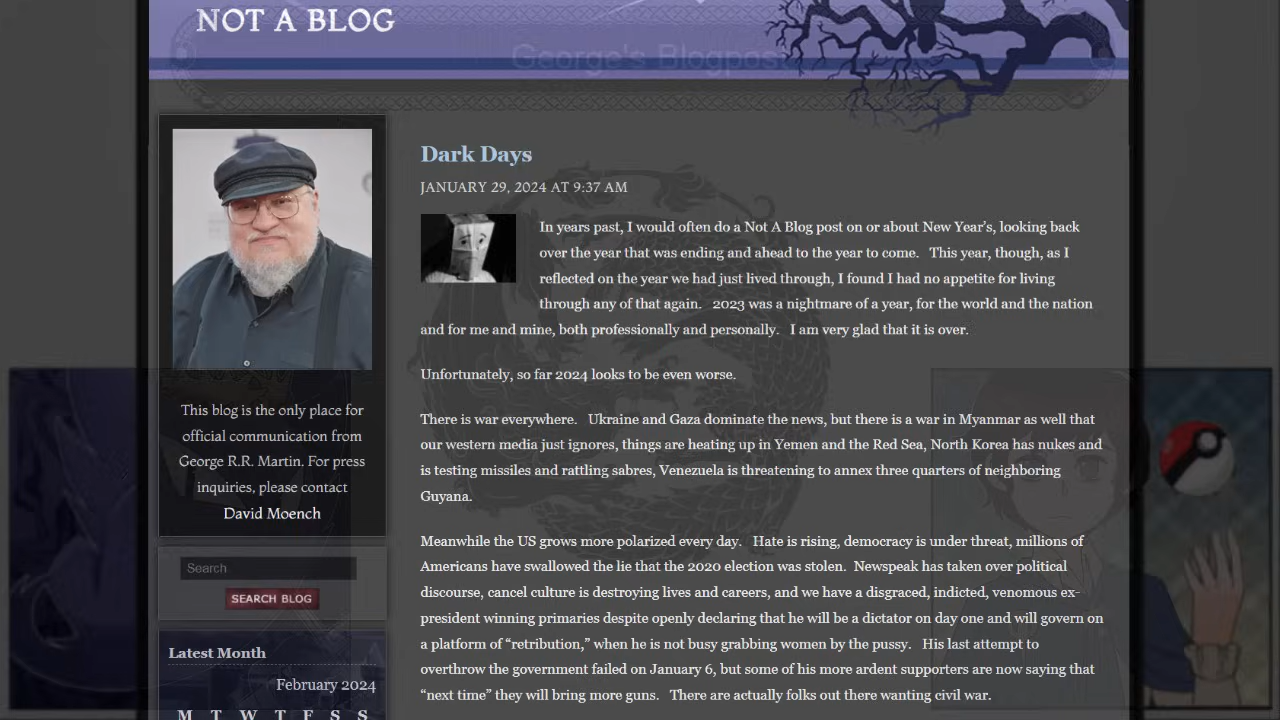 NOT A BLOG
George's Blogpost
Dark Days
JANUARY 29, 2024 AT 9:37 AM
In years past, I would often do a Not A Blog post on or about New Year's, looking back
over the year that was ending and ahead to the year to come. This year, though, as I
reflected on the year we had just lived through, I found I had no appetite for living
through any of that again. 2023 was a nightmare of a year, for the world and the nation
and for me and mine, both professionally and personally. I am very glad that it is over.
Unfortunately, so far 2024 looks to be even worse.
There is war everywhere. Ukraine and Gaza dominate the news, but there is a war in Myanmar as well that
our western media just ignores, things are heating up in Yemen and the Red Sea, North Korea has nukes and
is testing missiles and rattling sabres, Venezuela is threatening to annex three quarters of neighboring
Guyana.
Meanwhile the US grows more polarized every day. Hate is rising, democracy is under threat, millions of
Americans have swallowed the lie that the 2020 election was stolen. Newspeak has taken over political
discourse, cancel culture is destroying lives and careers, and we have a disgraced, indicted, venomous ex-
president winning primaries despite openly declaring that he will be a dictator on day one and will govern on
a platform of “retribution,” when he is not busy grabbing women by the pussy. His last attempt to
overthrow the government failed on January 6, but some of his more ardent supporters are now saying that
“next time” they will bring more guns. There are actually folks out there wanting civil war.
This blog is the only place for
official communication from
George R.R. Martin. For press
inquiries, please contact
David Moench
Search
SEARCH BLOG
Latest Month
February 2024
M T W T F S S